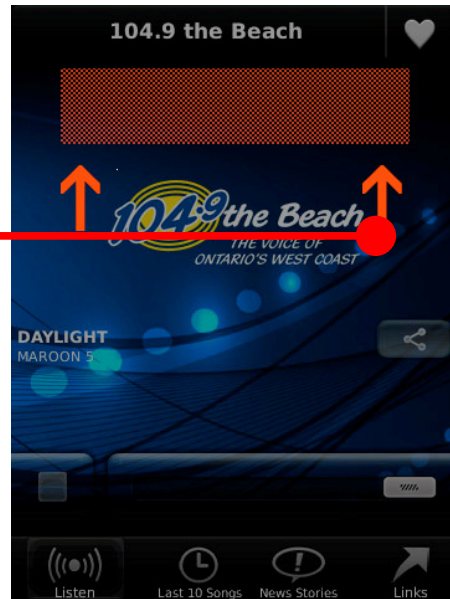 104.9 the Beach
104.9 the Beach
THE VOICE OF
ONTARIO'S WEST COAST
DAYLIGHT
MAROON 5
Listen
Last 10 Songs
News Stories
Links